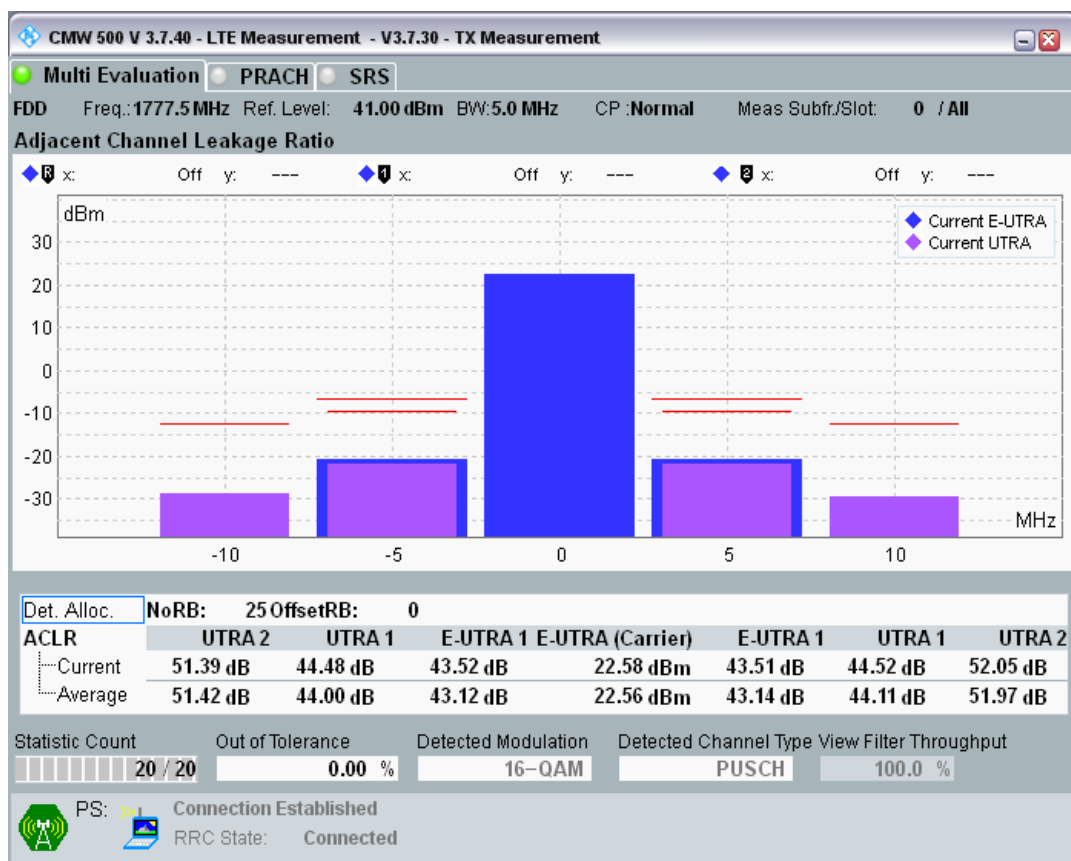 CMW 500 V 3.7.40 - LTE Measurement - V3.7.30 - TX Measurement
Multi Evaluation PRACH SRS
FDD Freq.: 1777.5 MHz Ref. Level: 41.00 dBm BW: 5.0 MHz CP : Normal Meas Subfr./Slot: 0 / All
Adjacent Channel Leakage Ratio
R x: Off y: --- 1 x: Off y: --- 2 x: Off y: ---
dBm
Current E-UTRA
Current UTRA
30
20
10
0
-10
-20
-30
MHz
-10 -5 0 5 10
Det. Alloc. NoRB: 25 OffsetRB: 0
ACLR UTRA 2 UTRA 1 E-UTRA 1 E-UTRA (Carrier) E-UTRA 1 UTRA 1 UTRA 2
Current 51.39 dB 44.48 dB 43.52 dB 22.58 dBm 43.51 dB 44.52 dB 52.05 dB
Average 51.42 dB 44.00 dB 43.12 dB 22.56 dBm 43.14 dB 44.11 dB 51.97 dB
Statistic Count Out of Tolerance Detected Modulation Detected Channel Type View Filter Throughput
20 / 20 0.00 % 16-QAM PUSCH 100.0 %
PS: Connection Established
RRC State: Connected